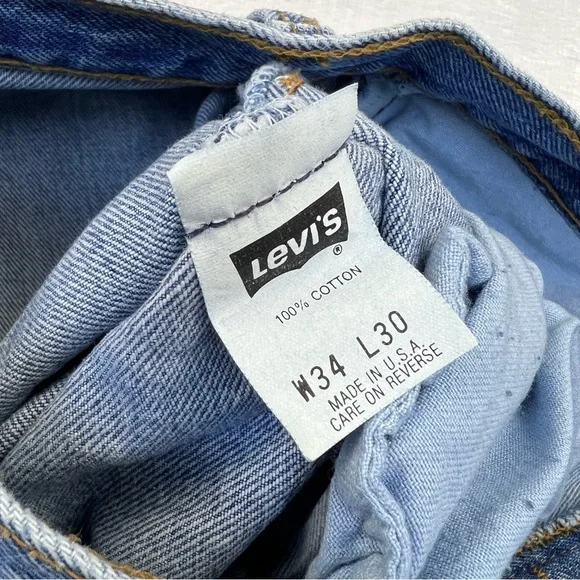 Levi's ®
100% COTTON
W34 L30
MADE IN U.S.A.
CARE ON REVERSE